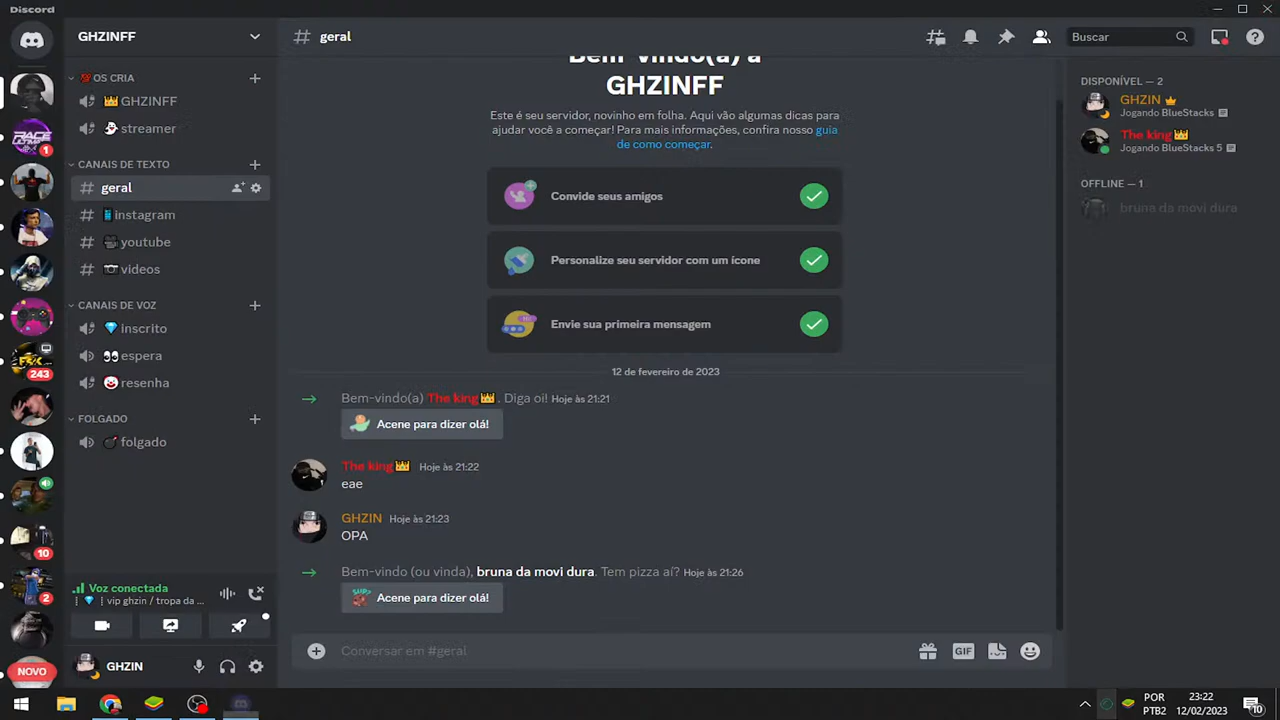 Discord
GHZINFF
geral
Buscar
OS CRIA
GHZINFF
streamer
CANAIS DE TEXTO
geral
instagram
youtube
videos
CANAIS DE VOZ
inscrito
espera
resenha
FOLGADO
folgado
Voz conectada
| 💎 | vip ghzin / tropa da ...
GHZIN
RACE
1
FSK
243
10
2
NOVO
Bem-vindo(a) a
GHZINFF
Este é seu servidor, novinho em folha. Aqui vão algumas dicas para
ajudar você a começar! Para mais informações, confira nosso guia
de como começar.
Convide seus amigos
Personalize seu servidor com um ícone
Envie sua primeira mensagem
12 de fevereiro de 2023
Bem-vindo(a) The king👑. Diga oi! Hoje às 21:21
Acene para dizer olá!
The king👑 Hoje às 21:22
eae
GHZIN Hoje às 21:23
OPA
Bem-vindo (ou vinda), bruna da movi dura. Tem pizza aí? Hoje às 21:26
Acene para dizer olá!
Conversar em #geral
GIF
DISPONÍVEL — 2
GHZIN
Jogando BlueStacks
The king👑
Jogando BlueStacks 5
OFFLINE — 1
bruna da movi dura
POR
PTB2
23:22
12/02/2023
10